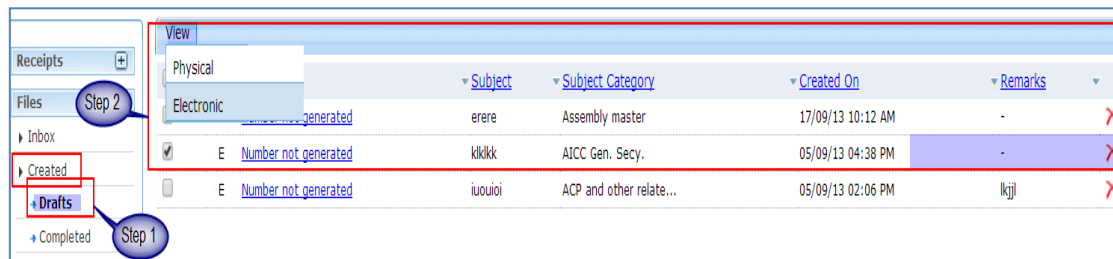 View
Receipts
Physical
Subject Subject Category Created On Remarks
Files
Step 2
Electronic
Number not generated erere Assembly master 17/09/13 10:12 AM -
Inbox
E Number not generated klklkk AICC Gen. Secy. 05/09/13 04:38 PM -
Created
E Number not generated iuouioi ACP and other relate... 05/09/13 02:06 PM lkjjl
Drafts
Completed
Step 1